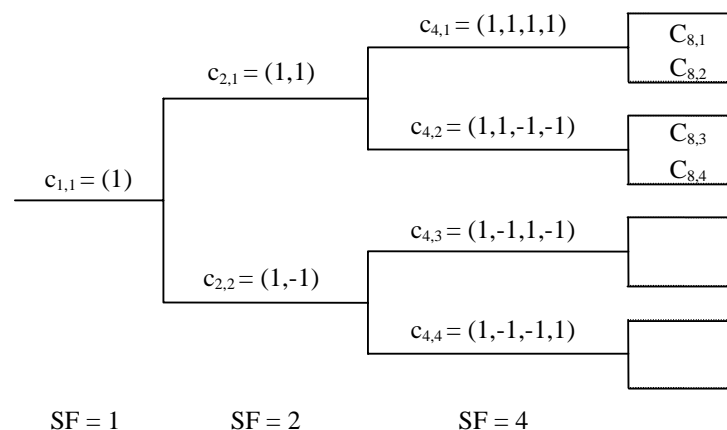 c4,1 = (1,1,1,1)
C8,1
c2,1 = (1,1)
C8,2
c4,2 = (1,1,-1,-1)
C8,3
C8,4
c1,1 = (1)
c4,3 = (1,-1,1,-1)
c2,2 = (1,-1)
c4,4 = (1,-1,-1,1)
SF = 1
SF = 2
SF = 4